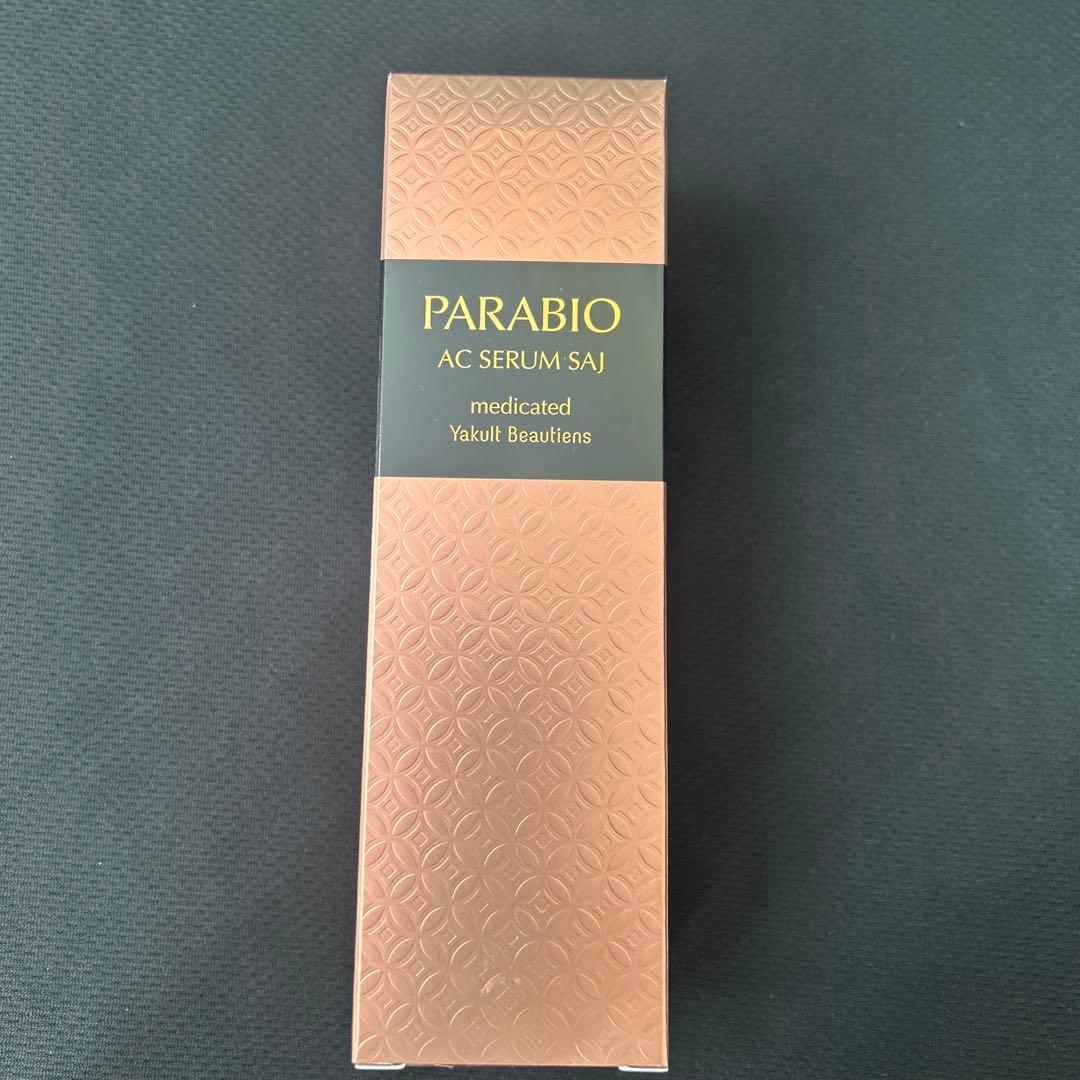 PARABIO
AC SERUM SAJ
medicated
Yakult Beautiens